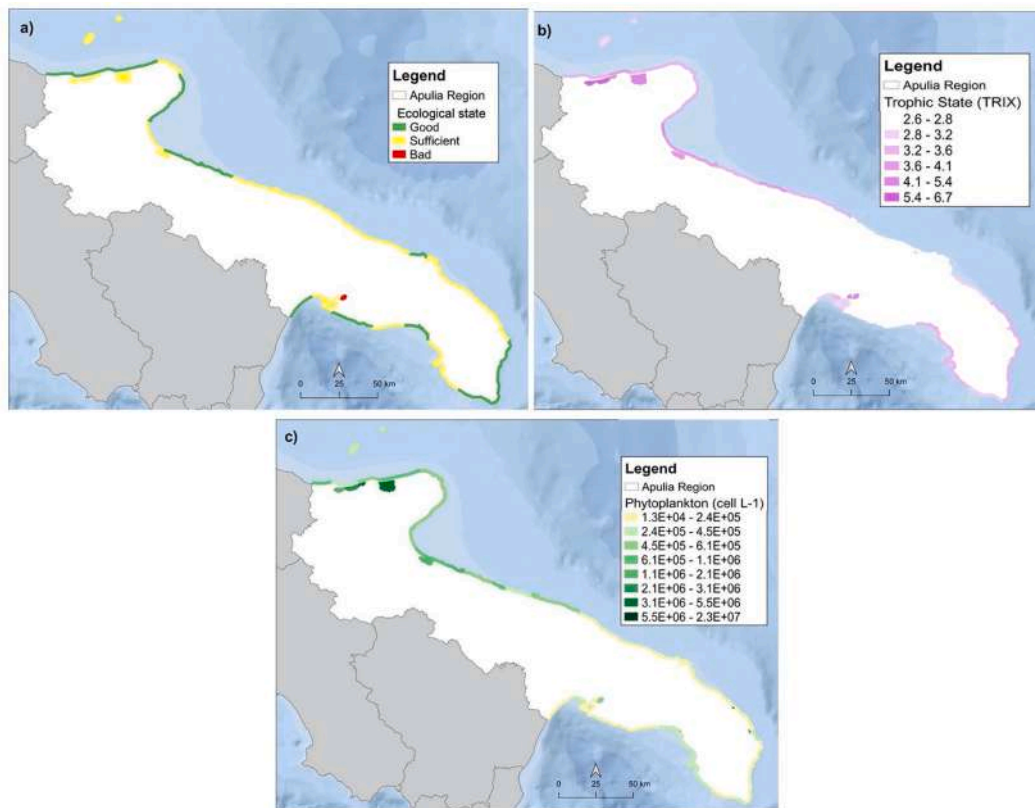 a)
Legend
Apulia Region
Ecological state
Good
Sufficient
Bad
0 25 50 km
b)
Legend
Apulia Region
Trophic State (TRIX)
2.6 - 2.8
2.8 - 3.2
3.2 - 3.6
3.6 - 4.1
4.1 - 5.4
5.4 - 6.7
0 25 50 km
c)
Legend
Apulia Region
Phytoplankton (cell L-1)
1.3E+04 - 2.4E+05
2.4E+05 - 4.5E+05
4.5E+05 - 6.1E+05
6.1E+05 - 1.1E+06
1.1E+06 - 2.1E+06
2.1E+06 - 3.1E+06
3.1E+06 - 5.5E+06
5.5E+06 - 2.3E+07
0 25 50 km